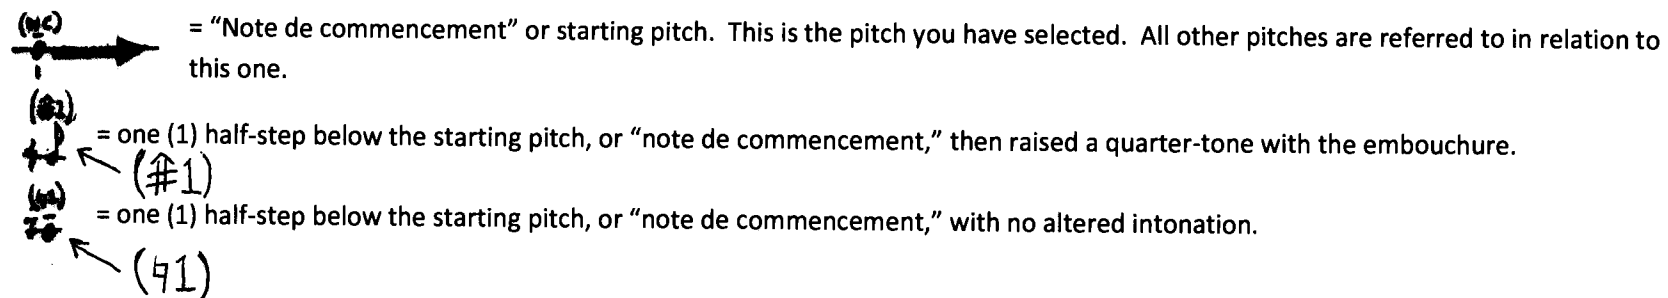 (NC)
= “Note de commencement” or starting pitch. This is the pitch you have selected. All other pitches are referred to in relation to
this one.
= one (1) half-step below the starting pitch, or “note de commencement,” then raised a quarter-tone with the embouchure.
(⇞1)
= one (1) half-step below the starting pitch, or “note de commencement,” with no altered intonation.
(♮1)